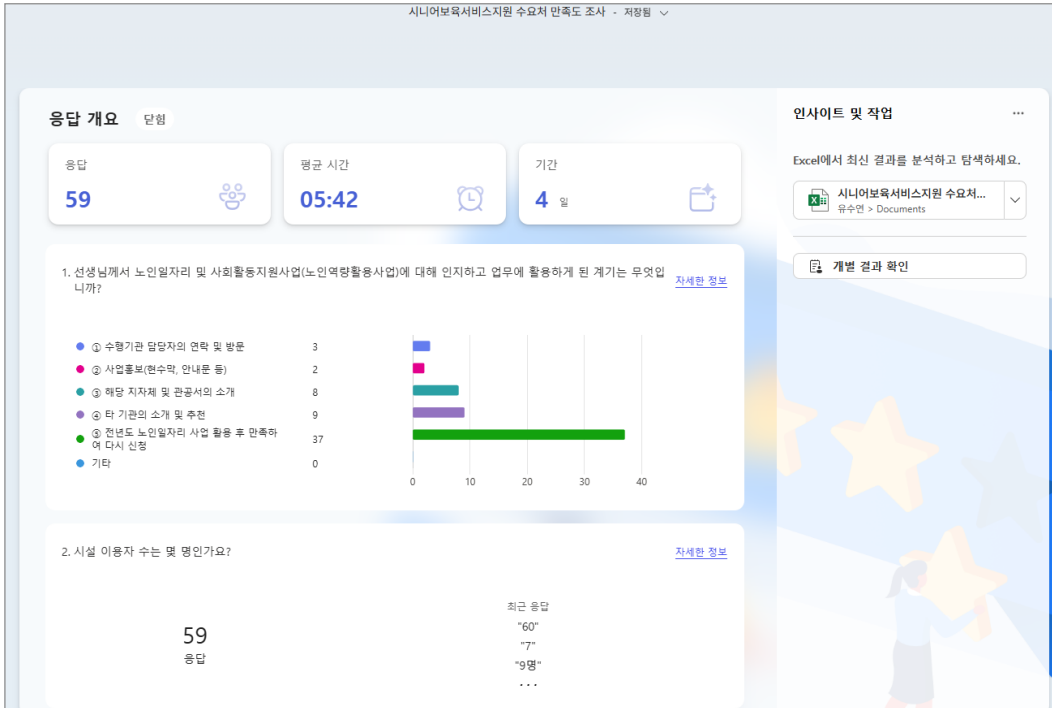 시니어보육서비스지원 수요처 만족도 조사 - 저장됨
응답 개요 닫힘
응답
59
평균 시간
05:42
기간
4 일
1. 선생님께서 노인일자리 및 사회활동지원사업(노인역량활용사업)에 대해 인지하고 업무에 활용하게 된 계기는 무엇입
니까?
자세한 정보
① 수행기관 담당자의 연락 및 방문 3
② 사업홍보(현수막, 안내문 등) 2
③ 해당 지자체 및 관공서의 소개 8
④ 타 기관의 소개 및 추천 9
⑤ 전년도 노인일자리 사업 활용 후 만족하
여 다시 신청 37
기타 0
0 10 20 30 40
2. 시설 이용자 수는 몇 명인가요?
자세한 정보
59
응답
최근 응답
"60"
"7"
"9명"
...
인사이트 및 작업 ...
Excel에서 최신 결과를 분석하고 탐색하세요.
시니어보육서비스지원 수요처...
유수연 > Documents
개별 결과 확인